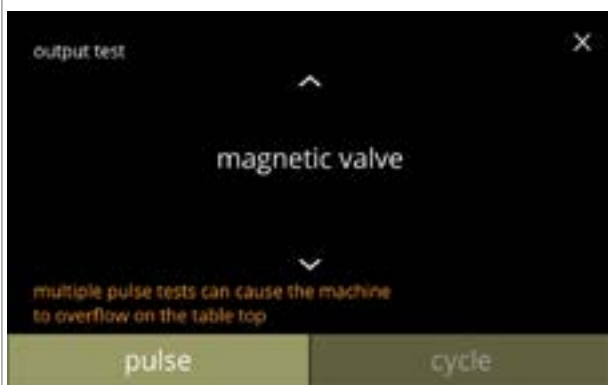 output test
magnetic valve
multiple pulse tests can cause the machine
to overflow on the table top
pulse
cycle